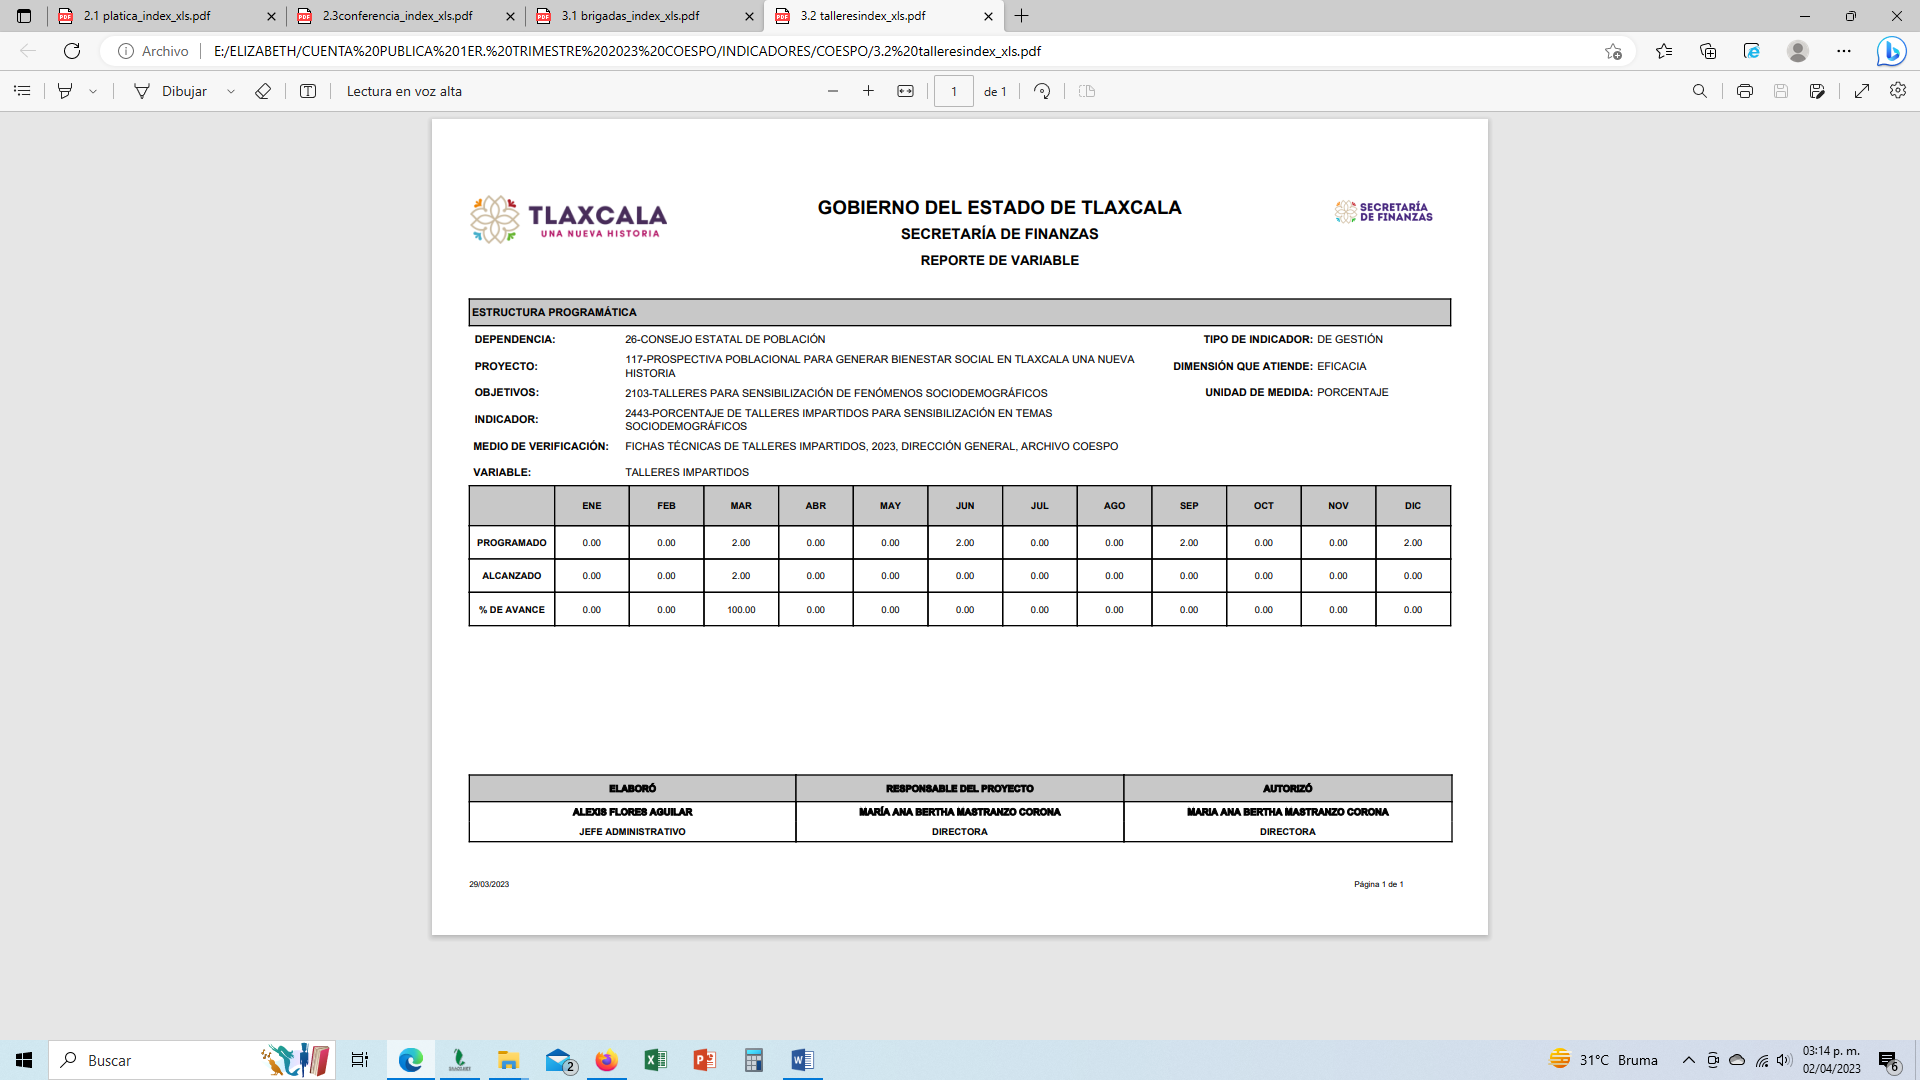 2.1 platica_index_xls.pdf
2.3conferencia_index_xls.pdf
3.1 brigadas_index_xls.pdf
3.2 talleresindex_xls.pdf
Archivo E:/ELIZABETH/CUENTA%20PUBLICA%201ER.%20TRIMESTRE%202023%20COESPO/INDICADORES/COESPO/3.2%20talleresindex_xls.pdf
Dibujar Lectura en voz alta 1 de 1
TLAXCALA
UNA NUEVA HISTORIA
GOBIERNO DEL ESTADO DE TLAXCALA
SECRETARÍA DE FINANZAS
REPORTE DE VARIABLE
SECRETARÍA
DE FINANZAS
ESTRUCTURA PROGRAMÁTICA
DEPENDENCIA: 26-CONSEJO ESTATAL DE POBLACIÓN TIPO DE INDICADOR: DE GESTIÓN
PROYECTO: 117-PROSPECTIVA POBLACIONAL PARA GENERAR BIENESTAR SOCIAL EN TLAXCALA UNA NUEVA
HISTORIA DIMENSIÓN QUE ATIENDE: EFICACIA
OBJETIVOS: 2103-TALLERES PARA SENSIBILIZACIÓN DE FENÓMENOS SOCIODEMOGRÁFICOS UNIDAD DE MEDIDA: PORCENTAJE
INDICADOR: 2443-PORCENTAJE DE TALLERES IMPARTIDOS PARA SENSIBILIZACIÓN EN TEMAS
SOCIODEMOGRÁFICOS
MEDIO DE VERIFICACIÓN: FICHAS TÉCNICAS DE TALLERES IMPARTIDOS, 2023, DIRECCIÓN GENERAL, ARCHIVO COESPO
VARIABLE: TALLERES IMPARTIDOS
ENE FEB MAR ABR MAY JUN JUL AGO SEP OCT NOV DIC
PROGRAMADO 0.00 0.00 2.00 0.00 0.00 2.00 0.00 0.00 2.00 0.00 0.00 2.00
ALCANZADO 0.00 0.00 2.00 0.00 0.00 0.00 0.00 0.00 0.00 0.00 0.00 0.00
% DE AVANCE 0.00 0.00 100.00 0.00 0.00 0.00 0.00 0.00 0.00 0.00 0.00 0.00
ELABORÓ RESPONSABLE DEL PROYECTO AUTORIZÓ
ALEXIS FLORES AGUILAR MARÍA ANA BERTHA MASTRANZO CORONA MARIA ANA BERTHA MASTRANZO CORONA
JEFE ADMINISTRATIVO DIRECTORA DIRECTORA
29/03/2023 Página 1 de 1
Buscar
2
31°C Bruma
03:14 p. m.
02/04/2023
6